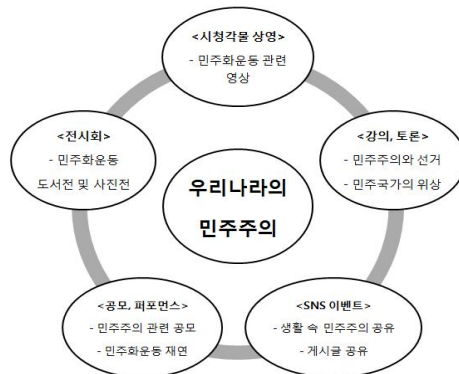 <시청각물 상영>
- 민주화운동 관련
영상
<전시회>
- 민주화운동
도서전 및 사진전
<강의, 토론>
- 민주주의와 선거
- 민주국가의 위상
우리나라의
민주주의
<공모, 퍼포먼스>
- 민주주의 관련 공모
- 민주화운동 재연
<SNS 이벤트>
- 생활 속 민주주의 공유
- 게시글 공유